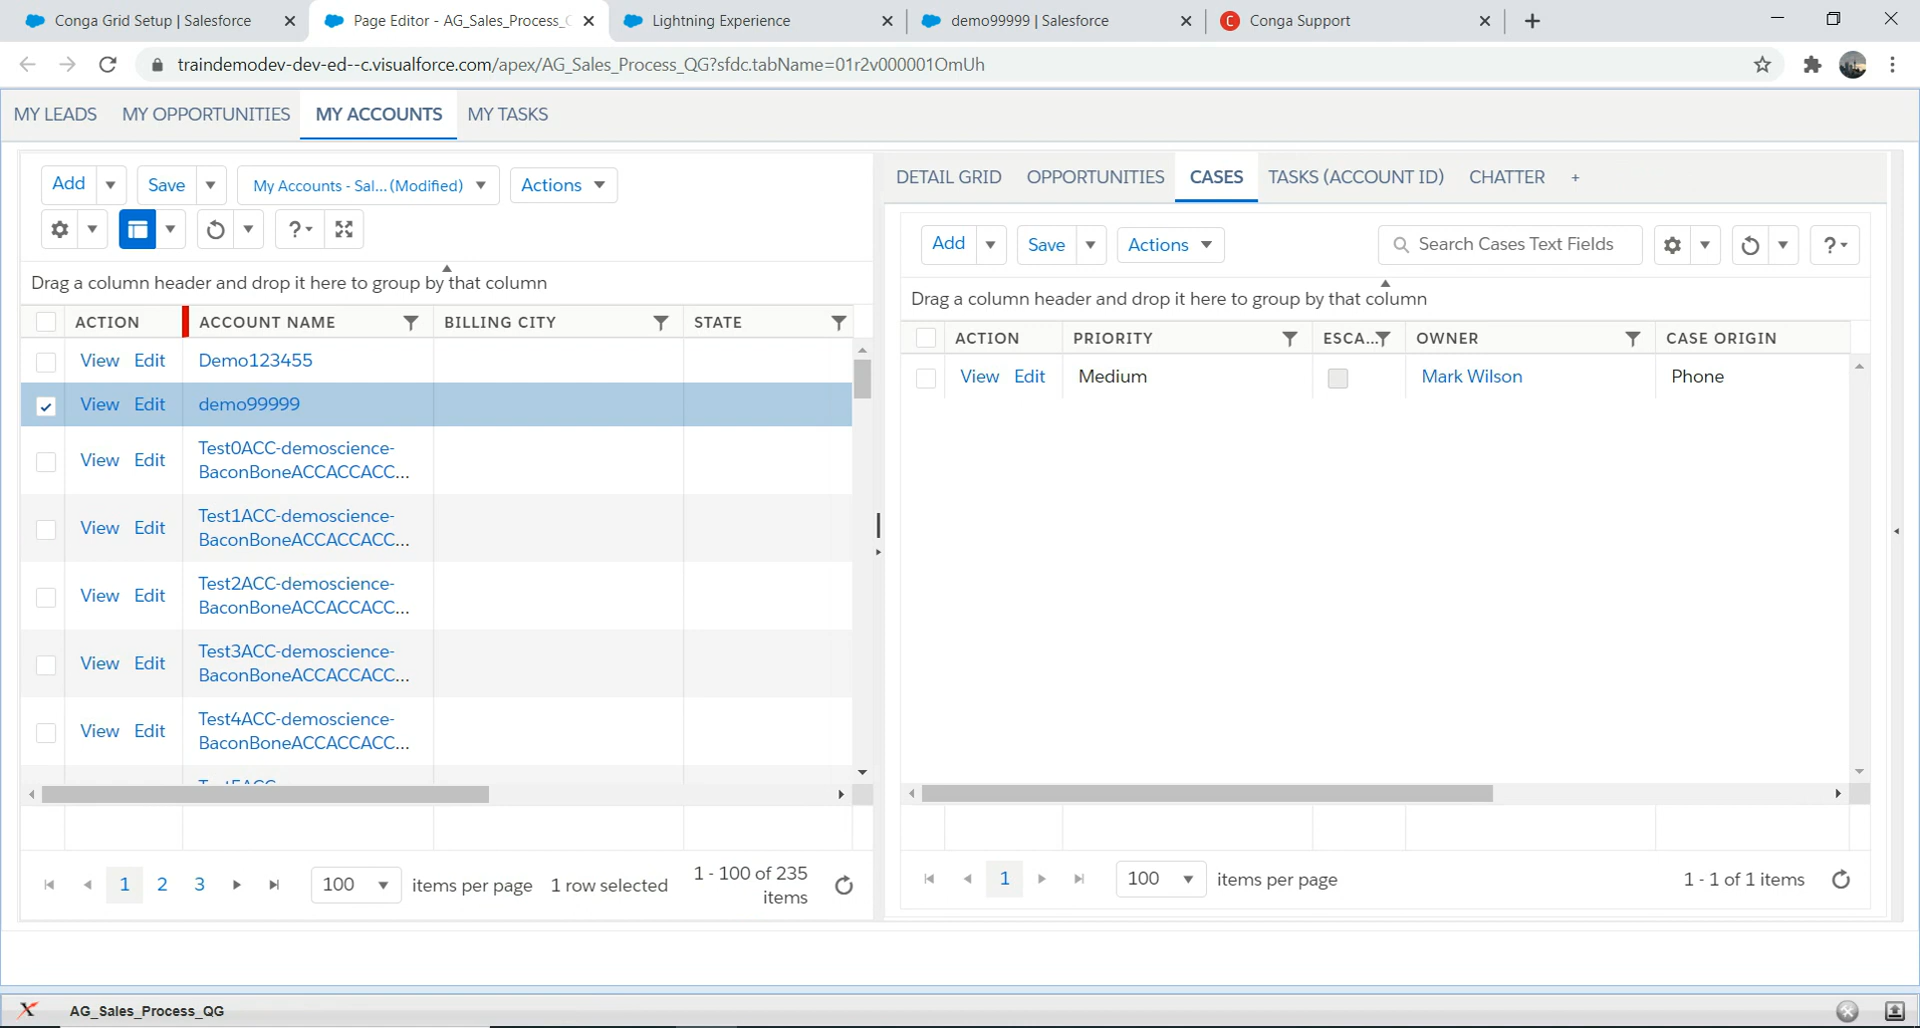 Conga Grid Setup | Salesforce
Page Editor - AG_Sales_Process_
Lightning Experience
demo99999 | Salesforce
Conga Support
traindemodev-dev-ed--c.visualforce.com/apex/AG_Sales_Process_QG?sfdc.tabName=01r2v000001OmUh
MY LEADS
MY OPPORTUNITIES
MY ACCOUNTS
MY TASKS
Add
Save
My Accounts - Sal... (Modified)
Actions
?
Drag a column header and drop it here to group by that column
ACTION
ACCOUNT NAME
BILLING CITY
STATE
View Edit Demo123455
View Edit demo99999
View Edit Test0ACC-demoscience-
BaconBoneACCACCACC...
View Edit Test1ACC-demoscience-
BaconBoneACCACCACC...
View Edit Test2ACC-demoscience-
BaconBoneACCACCACC...
View Edit Test3ACC-demoscience-
BaconBoneACCACCACC...
View Edit Test4ACC-demoscience-
BaconBoneACCACCACC...
1 2 3
100
items per page
1 row selected
1 - 100 of 235
items
DETAIL GRID
OPPORTUNITIES
CASES
TASKS (ACCOUNT ID)
CHATTER
+
Add
Save
Actions
Search Cases Text Fields
?
Drag a column header and drop it here to group by that column
ACTION
PRIORITY
ESCA...
OWNER
CASE ORIGIN
View Edit Medium Mark Wilson Phone
1
100
items per page
1 - 1 of 1 items
AG_Sales_Process_QG